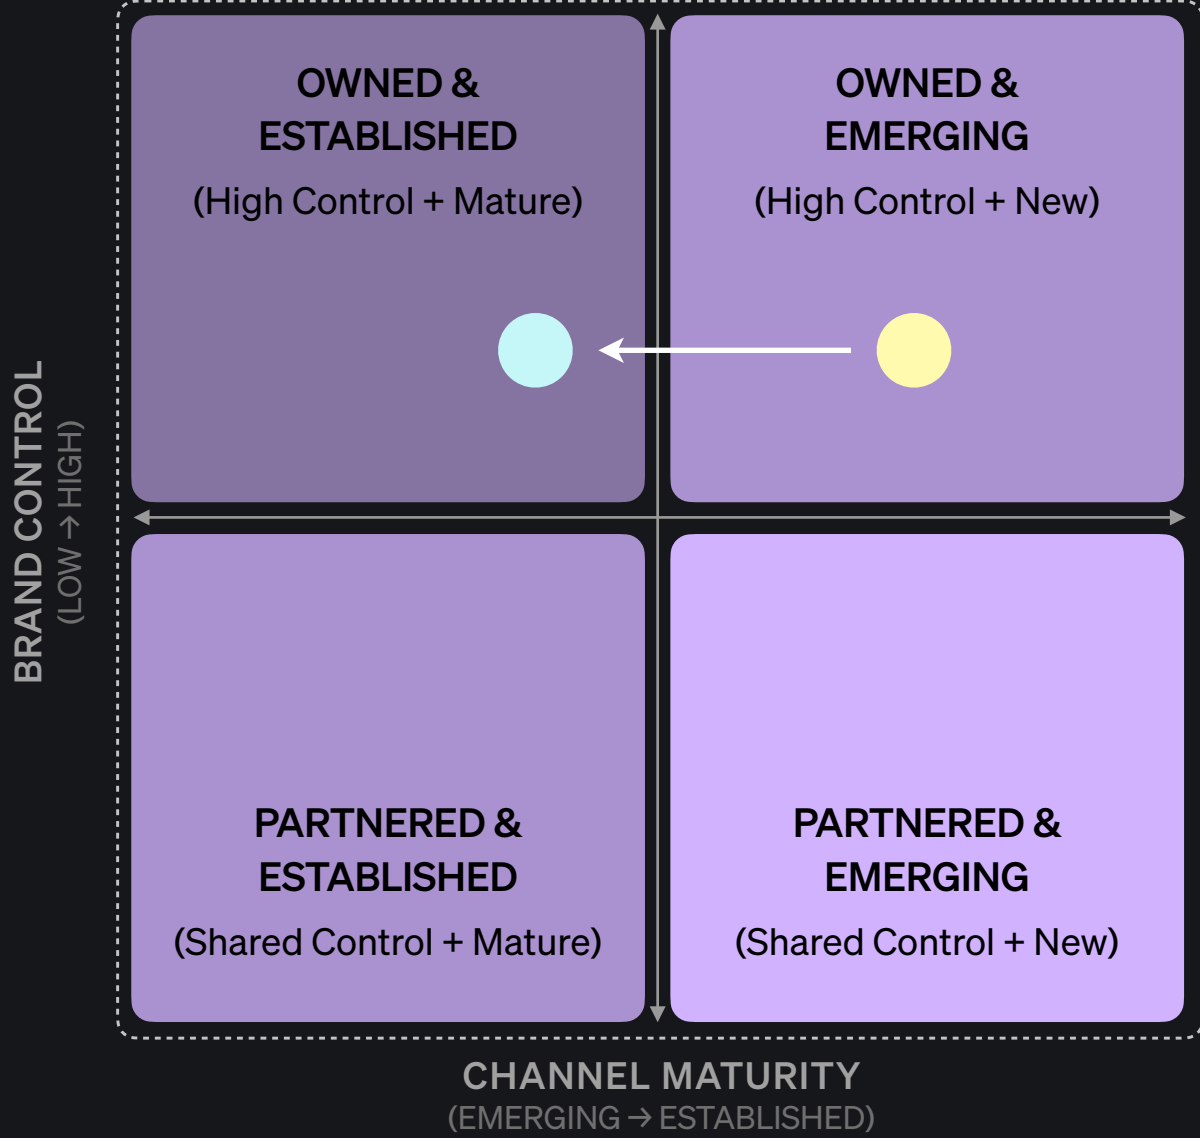 OWNED &
ESTABLISHED
(High Control + Mature)
OWNED &
EMERGING
(High Control + New)
BRAND CONTROL
(LOW → HIGH)
PARTNERED &
ESTABLISHED
(Shared Control + Mature)
PARTNERED &
EMERGING
(Shared Control + New)
CHANNEL MATURITY
(EMERGING → ESTABLISHED)